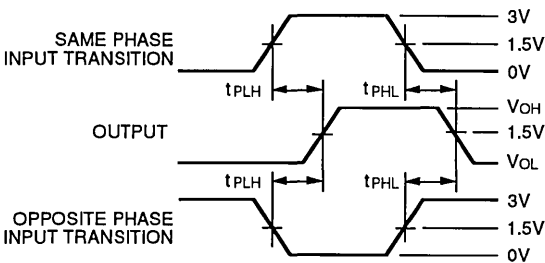 3V
SAME PHASE
INPUT TRANSITION
1.5V
0V
tPLH
tPHL
VOH
OUTPUT
1.5V
VOL
tPLH
tPHL
3V
OPPOSITE PHASE
INPUT TRANSITION
1.5V
0V